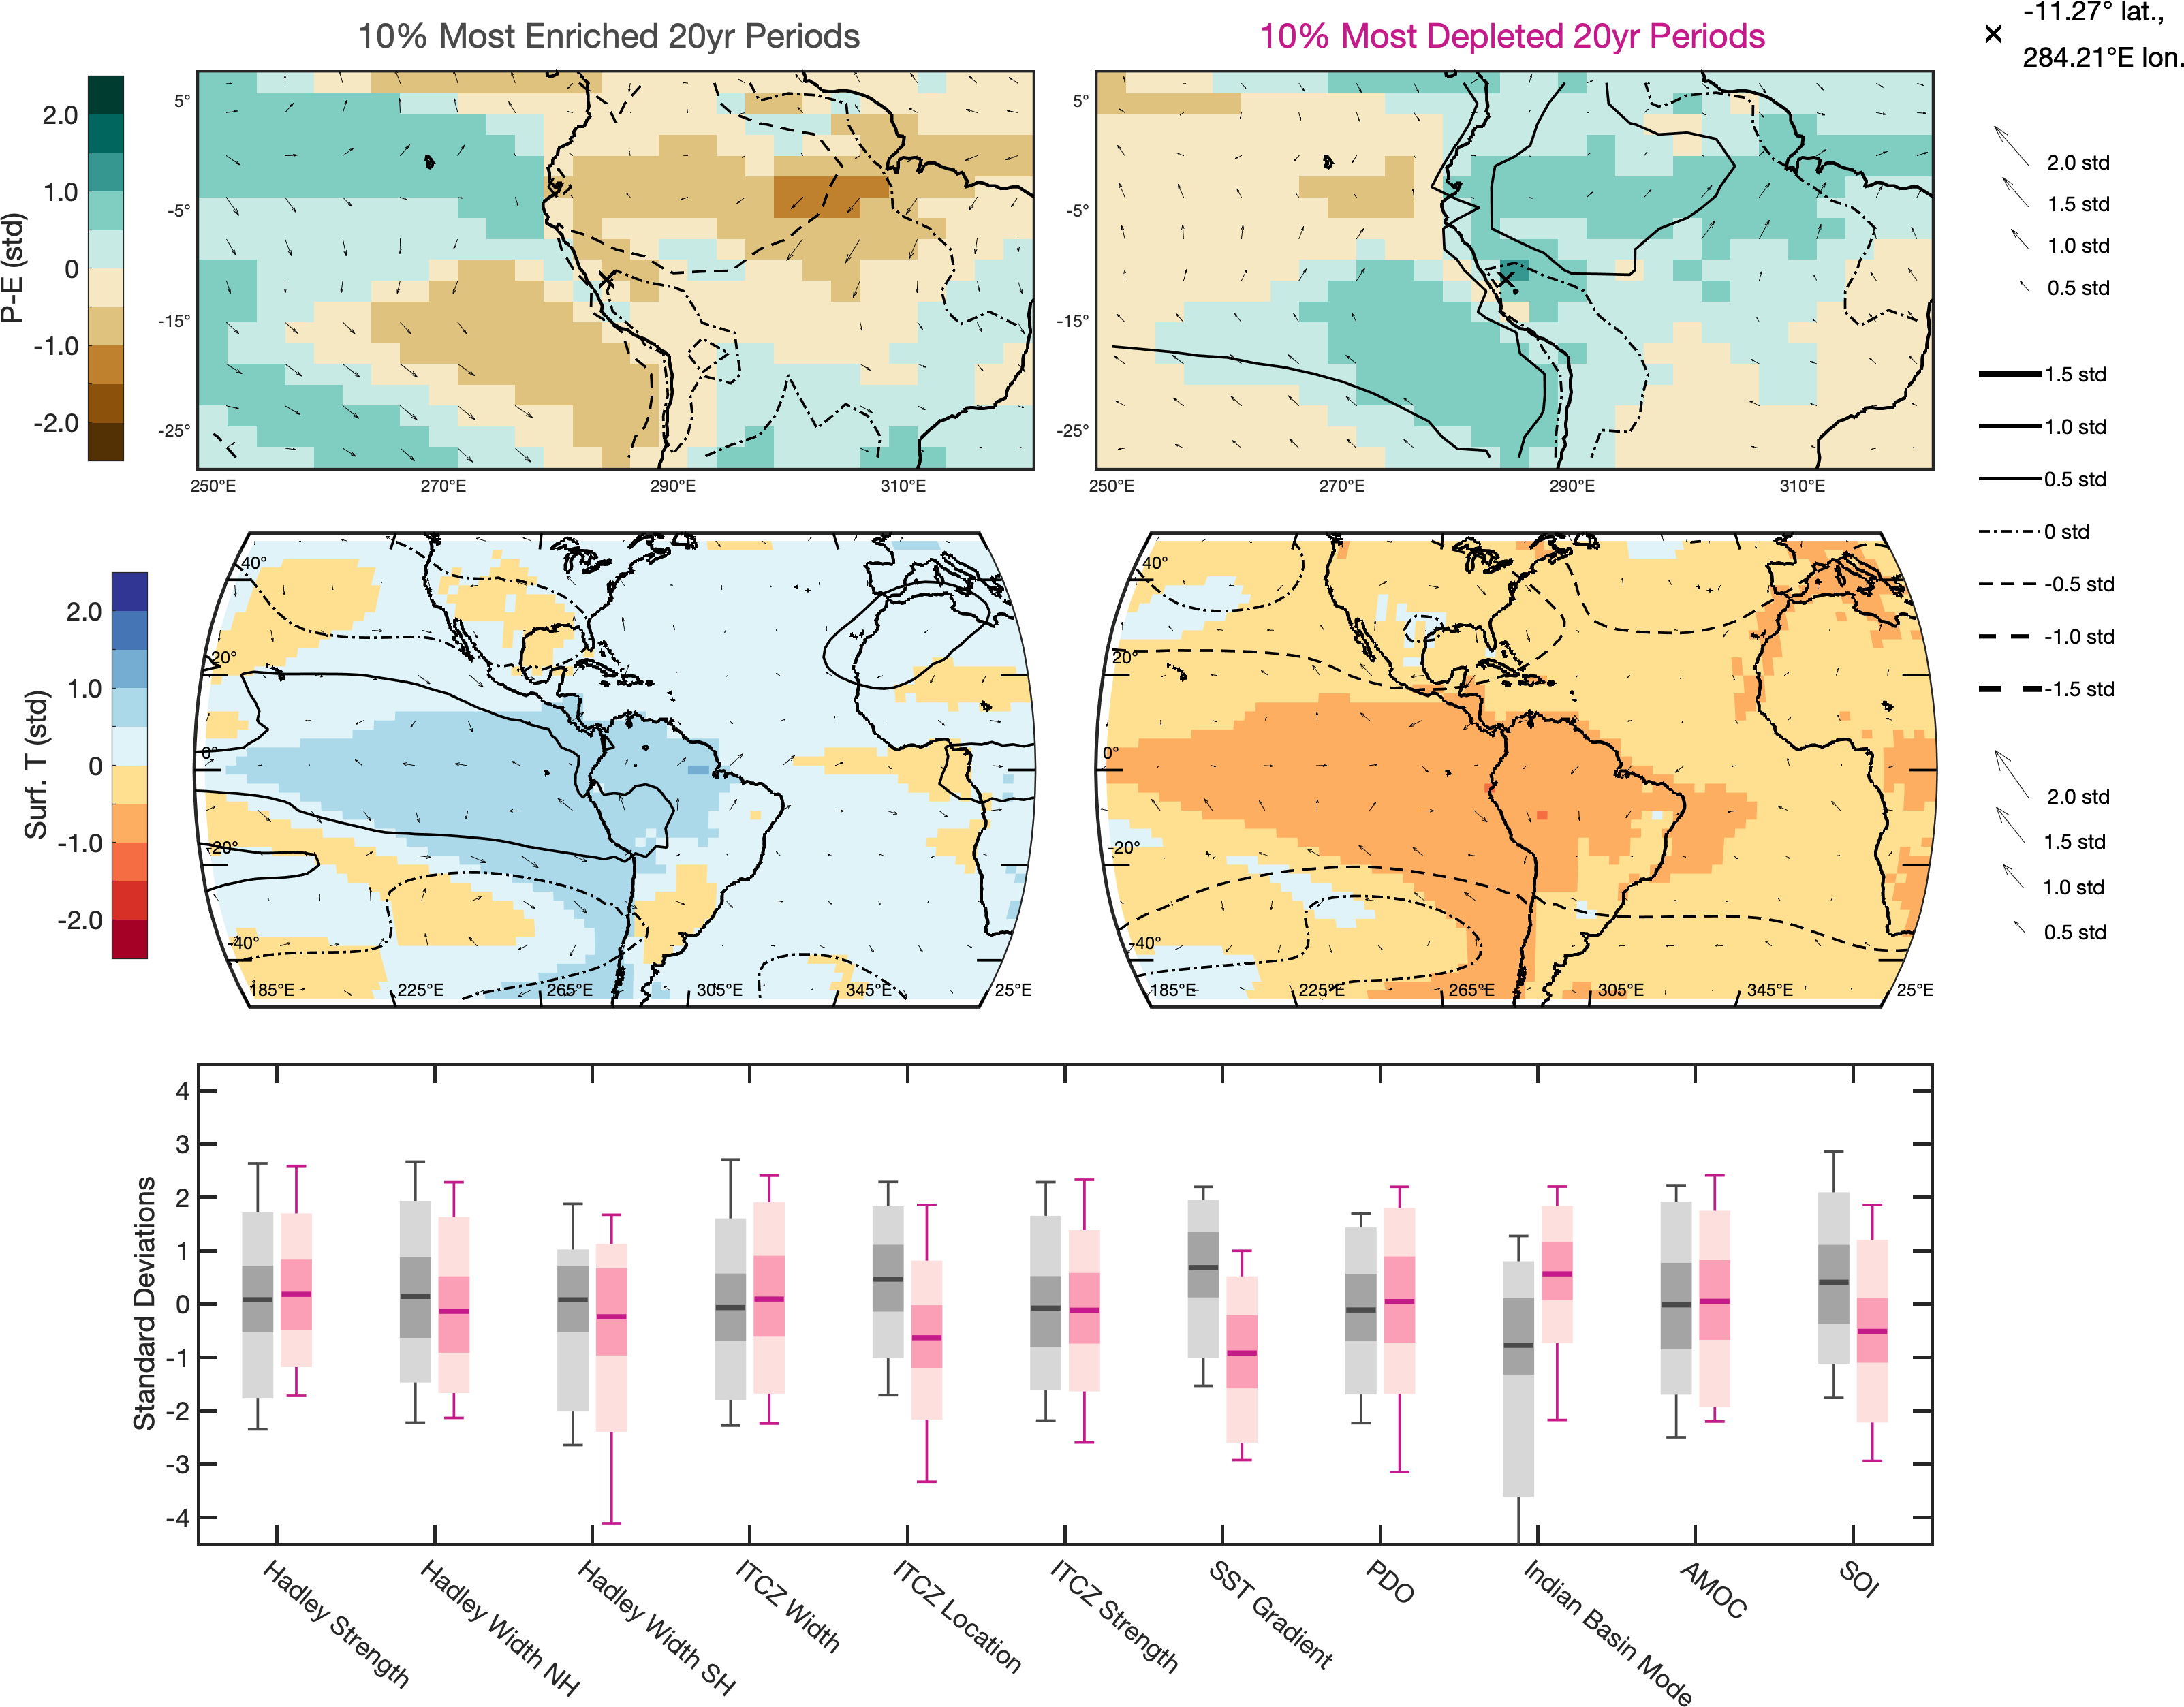 10% Most Enriched 20yr Periods
10% Most Depleted 20yr Periods
-11.27° lat.,
284.21°E lon.
P-E (std)
2.0
1.0
0
-1.0
-2.0
5°
-5°
-15°
-25°
250°E
270°E
290°E
310°E
5°
-5°
-15°
-25°
250°E
270°E
290°E
310°E
2.0 std
1.5 std
1.0 std
0.5 std
1.5 std
1.0 std
0.5 std
0 std
-0.5 std
-1.0 std
-1.5 std
Surf. T (std)
2.0
1.0
0
-1.0
-2.0
40°
20°
0°
-20°
-40°
185°E
225°E
265°E
305°E
345°E
25°E
40°
20°
0°
-20°
-40°
185°E
225°E
265°E
305°E
345°E
25°E
2.0 std
1.5 std
1.0 std
0.5 std
Standard Deviations
4
3
2
1
0
-1
-2
-3
-4
Hadley Strength
Hadley Width NH
Hadley Width SH
ITCZ Width
ITCZ Location
ITCZ Strength
SST Gradient
PDO
Indian Basin Mode
AMOC
SOI